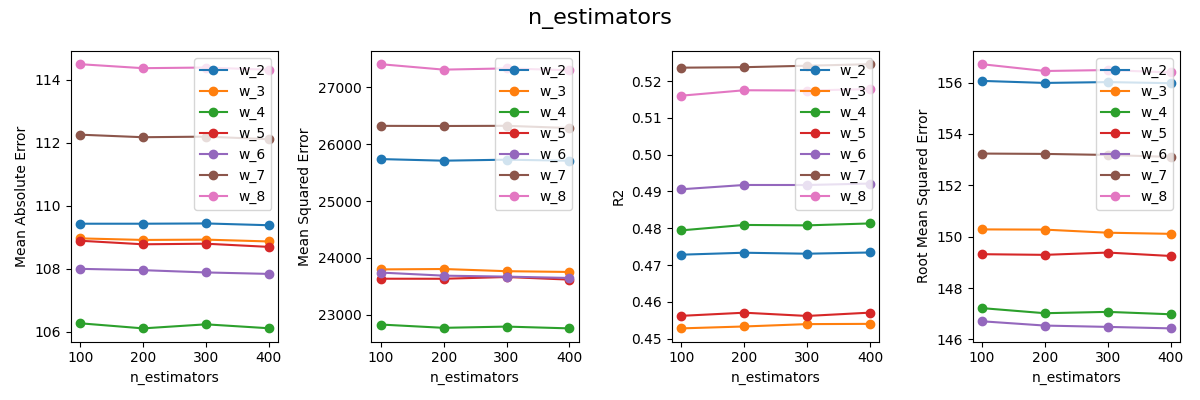 n_estimators
Mean Absolute Error
114
112
110
108
106
100 200 300 400
n_estimators
w_2
w_3
w_4
w_5
w_6
w_7
w_8
Mean Squared Error
27000
26000
25000
24000
23000
100 200 300 400
n_estimators
w_2
w_3
w_4
w_5
w_6
w_7
w_8
R2
0.52
0.51
0.50
0.49
0.48
0.47
0.46
0.45
100 200 300 400
n_estimators
w_2
w_3
w_4
w_5
w_6
w_7
w_8
Root Mean Squared Error
156
154
152
150
148
146
100 200 300 400
n_estimators
w_2
w_3
w_4
w_5
w_6
w_7
w_8